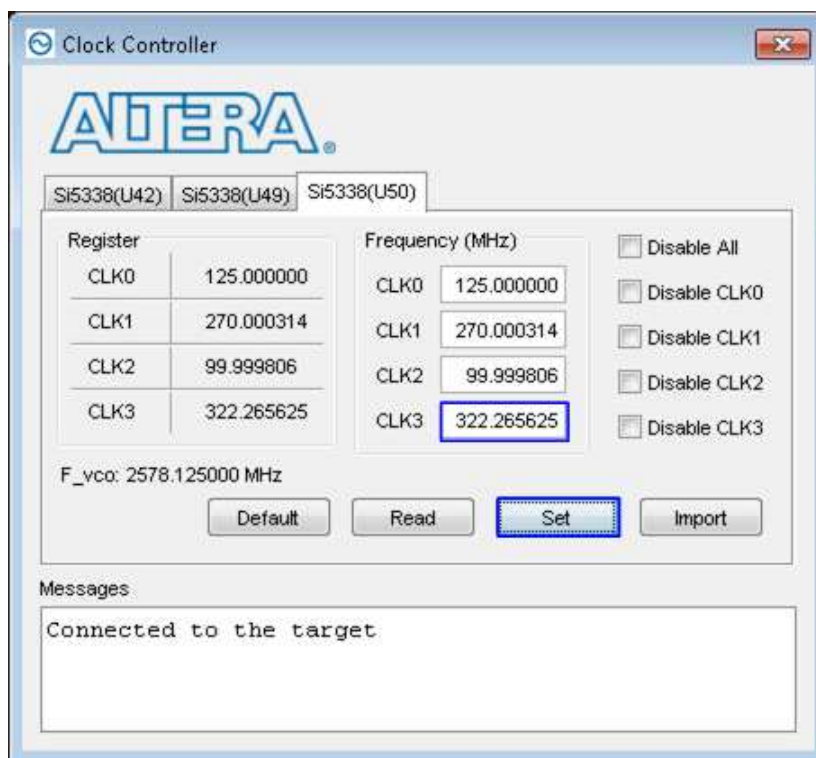 Clock Controller
ALTERA®
Si5338(U42) Si5338(U49) Si5338(U50)
Register
CLK0 125.000000
CLK1 270.000314
CLK2 99.999806
CLK3 322.265625
Frequency (MHz)
CLK0 125.000000
CLK1 270.000314
CLK2 99.999806
CLK3 322.265625
Disable All
Disable CLK0
Disable CLK1
Disable CLK2
Disable CLK3
F_vco: 2578.125000 MHz
Default Read Set Import
Messages
Connected to the target